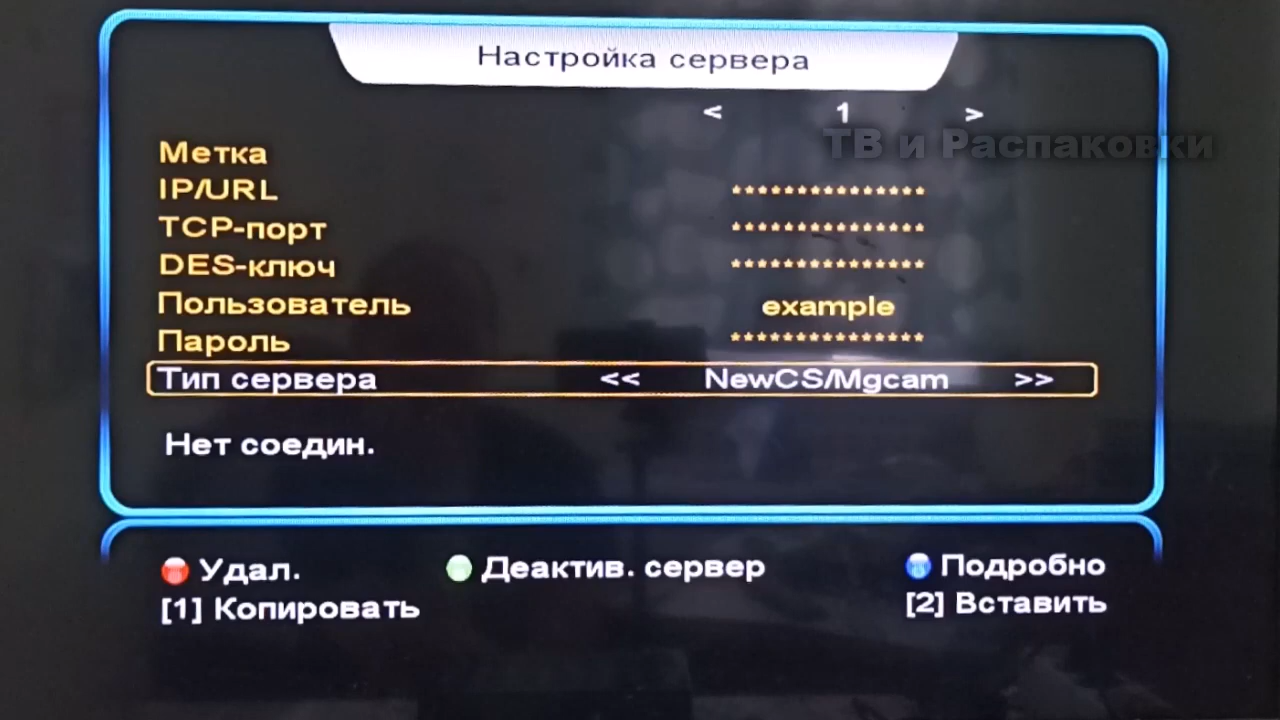 Настройка сервера
< 1 >
ТВ и Распаковки
Метка
IP/URL ***************
TCP-порт ***************
DES-ключ ***************
Пользователь example
Пароль ***************
Тип сервера << NewCS/Mgcam >>
Нет соедин.
Удал. Деактив. сервер Подробно
[1] Копировать [2] Вставить